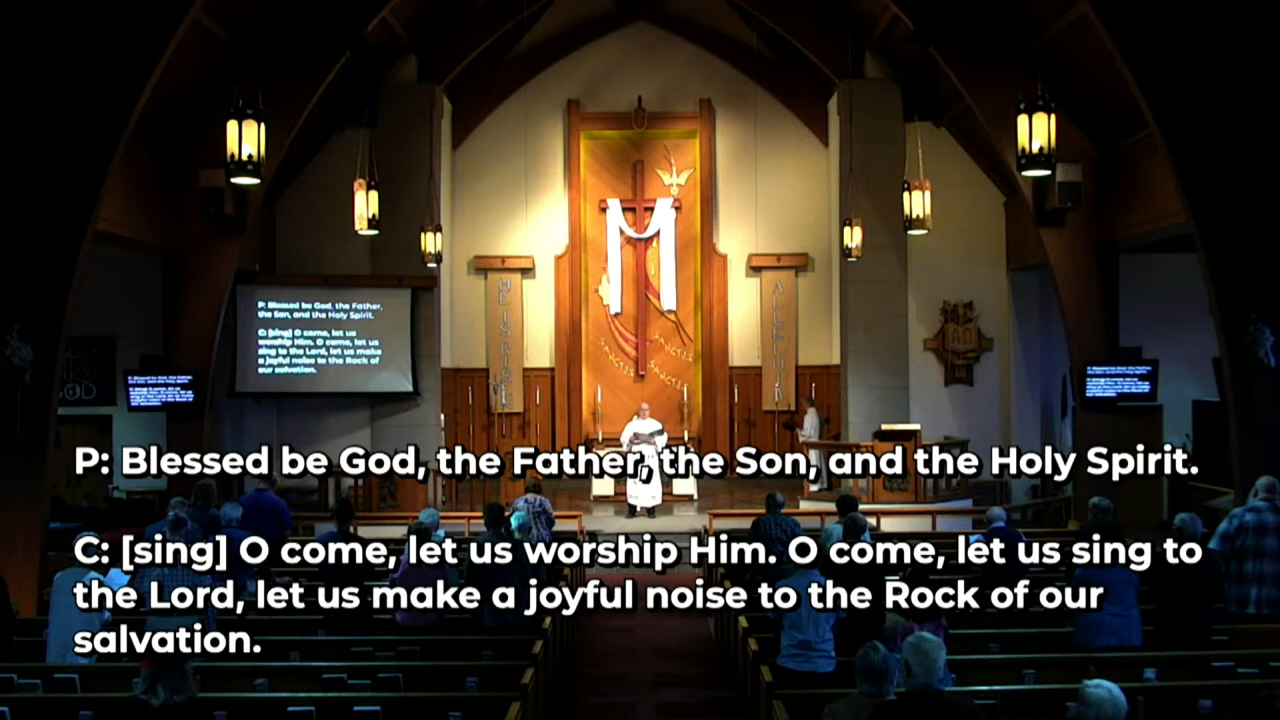 P: Blessed be God, the Father,
the Son, and the Holy Spirit.
C: [sing] O come, let us
worship Him. O come, let us
sing to the Lord, let us make
a joyful noise to the Rock of
our salvation.
HE IS RISEN
ALLELUIA
SANCTUS
SANCTUS
SANCTUS
GOD
P: Blessed be God, the Father, the Son, and the Holy Spirit.
C: [sing] O come, let us worship Him. O come, let us sing to
the Lord, let us make a joyful noise to the Rock of our
salvation.